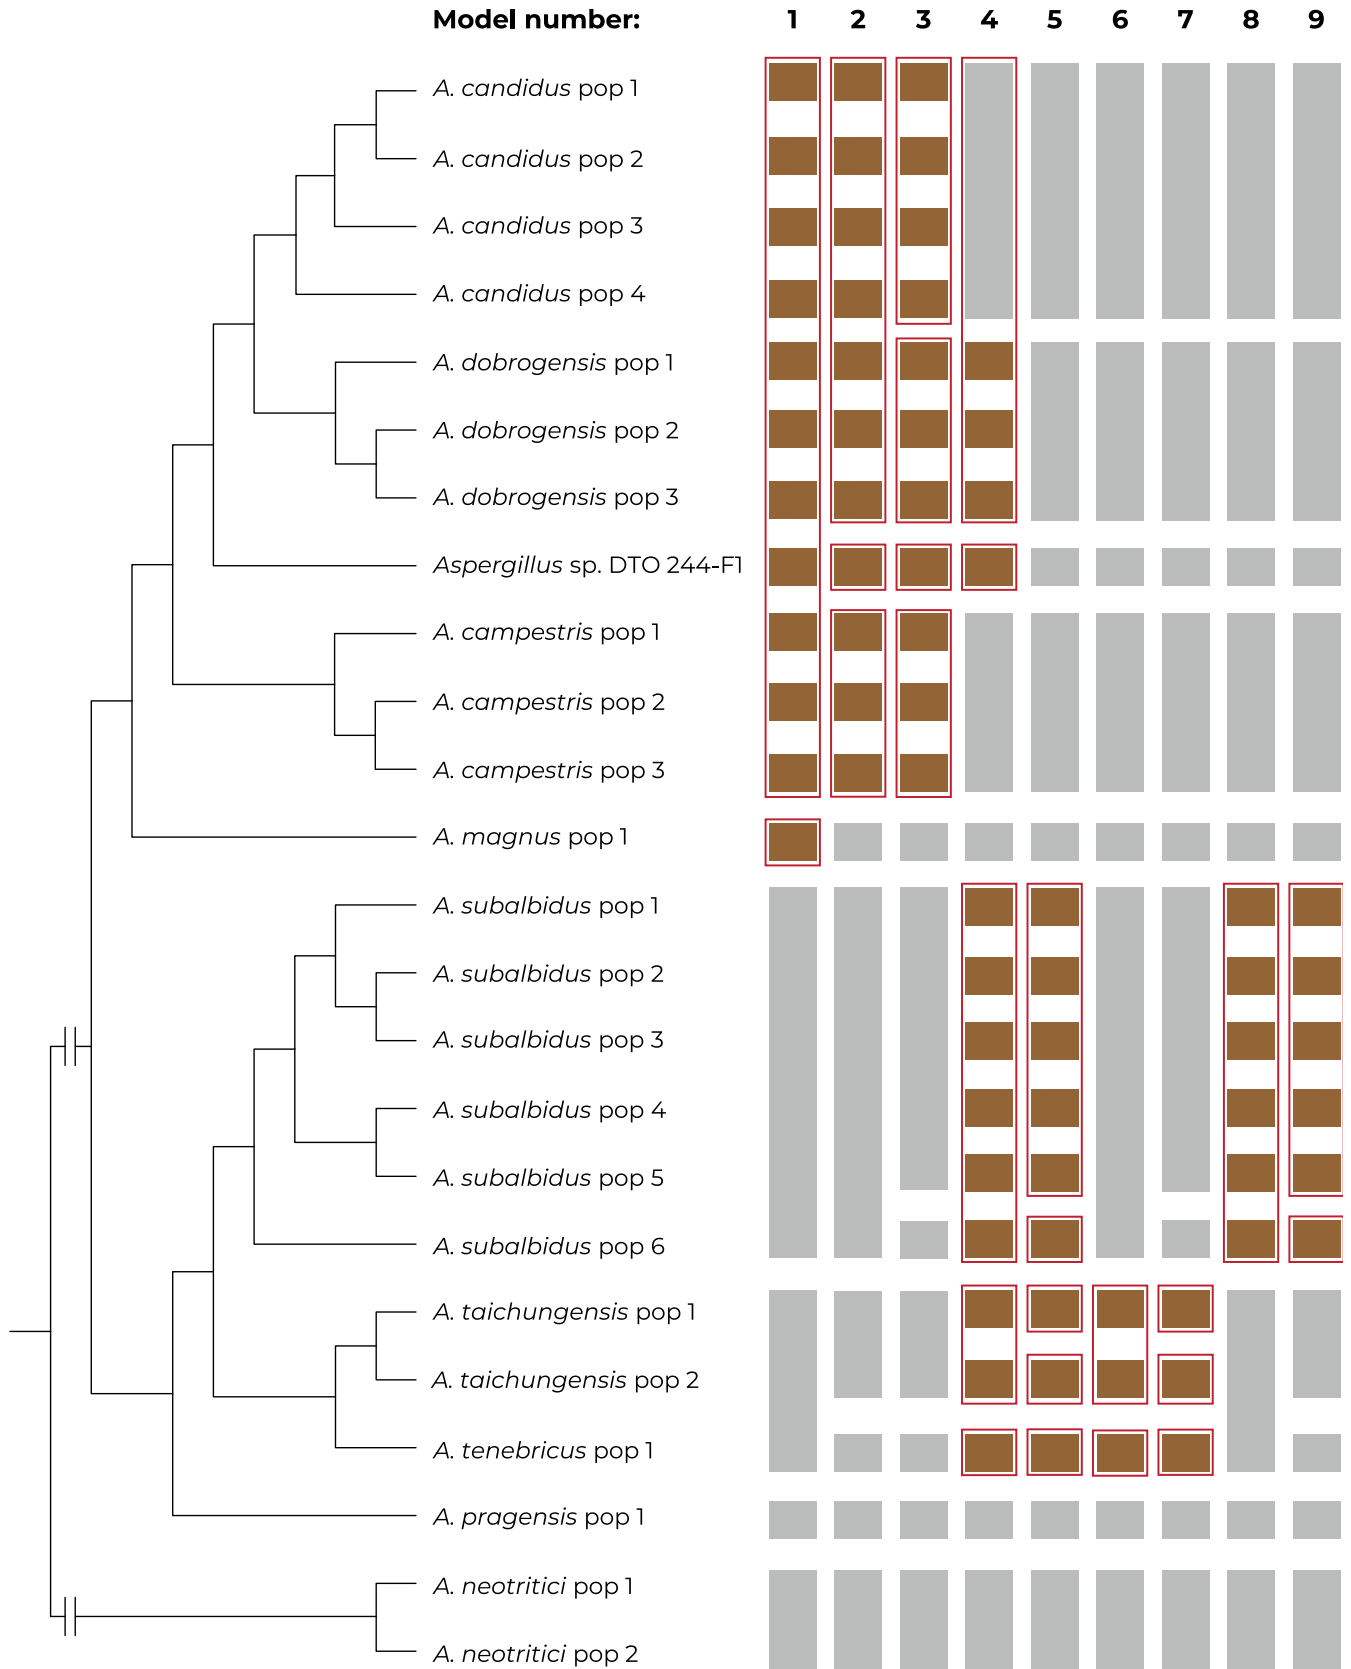 Model number: 1 2 3 4 5 6 7 8 9
A. candidus pop 1
A. candidus pop 2
A. candidus pop 3
A. candidus pop 4
A. dobrogensis pop 1
A. dobrogensis pop 2
A. dobrogensis pop 3
Aspergillus sp. DTO 244-F1
A. campestris pop 1
A. campestris pop 2
A. campestris pop 3
A. magnus pop 1
A. subalbidus pop 1
A. subalbidus pop 2
A. subalbidus pop 3
A. subalbidus pop 4
A. subalbidus pop 5
A. subalbidus pop 6
A. taichungensis pop 1
A. taichungensis pop 2
A. tenebricus pop 1
A. pragensis pop 1
A. neotritici pop 1
A. neotritici pop 2